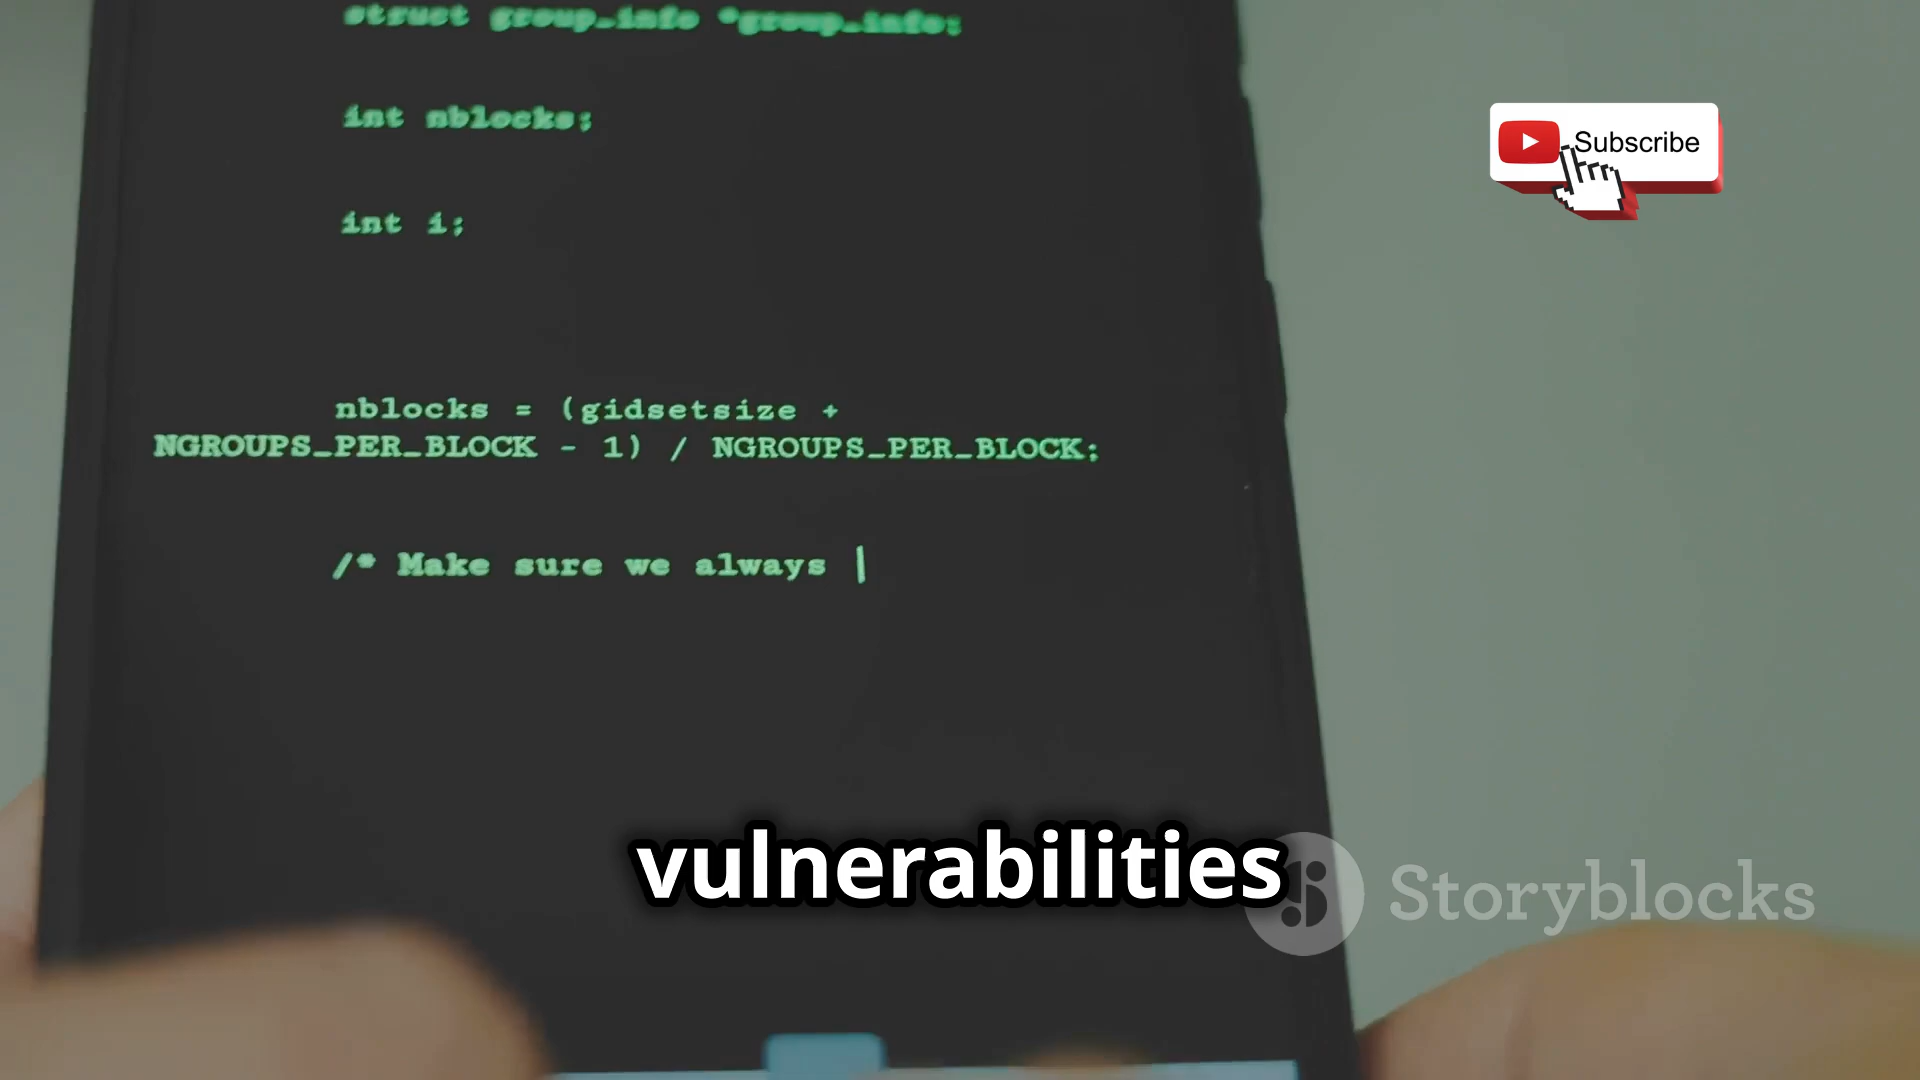 struct group_info *group_info;
int nblocks;
int i;
nblocks = (gidsetsize +
NGROUPS_PER_BLOCK - 1) / NGROUPS_PER_BLOCK;
/* Make sure we always
Subscribe
vulnerabilities
Storyblocks